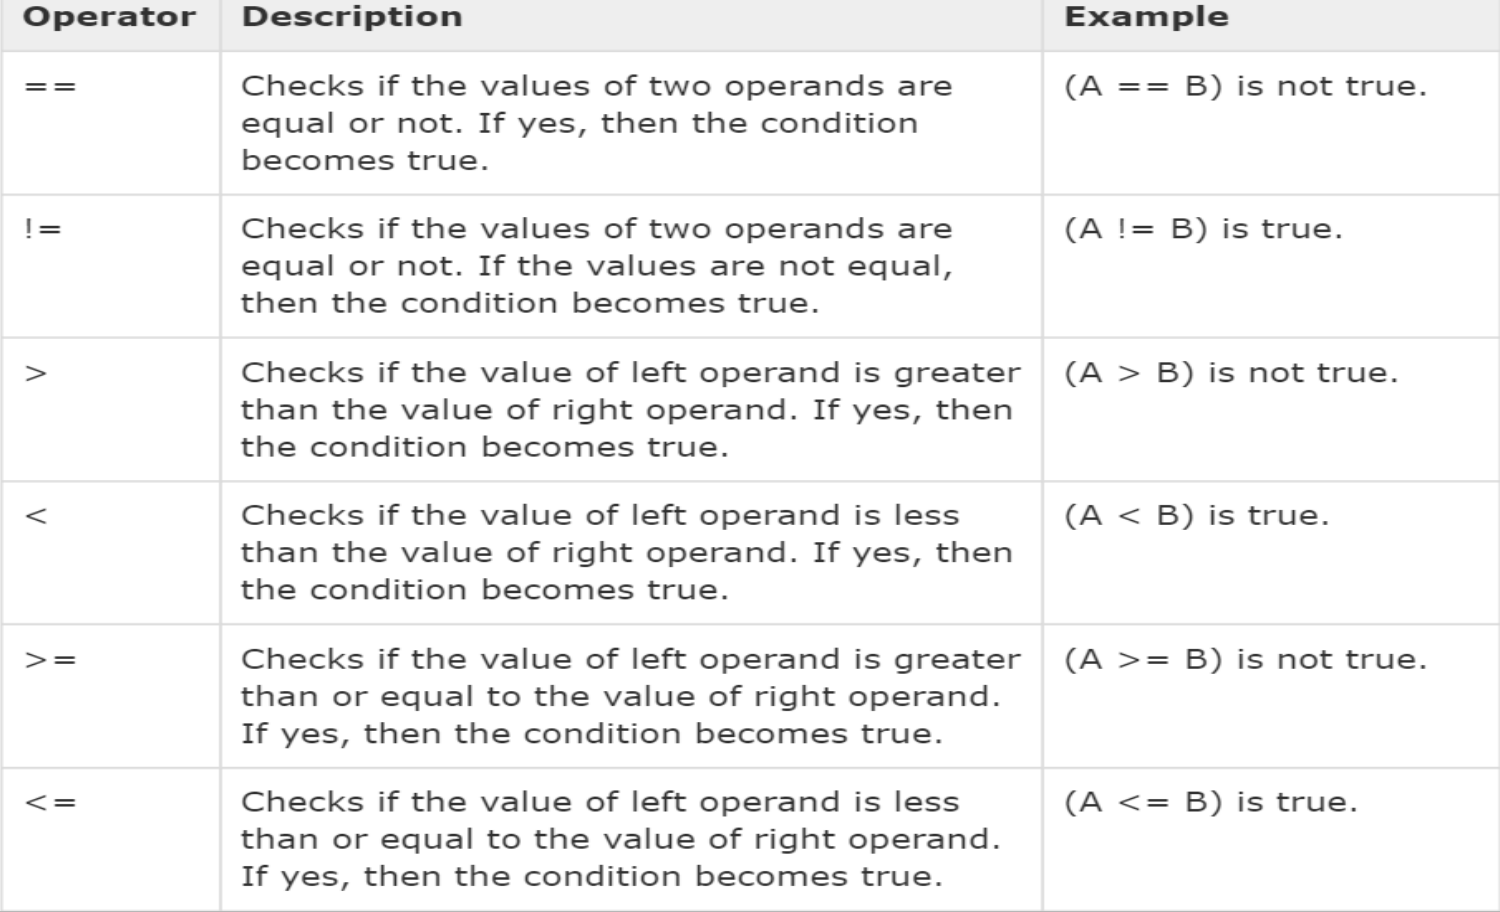 Operator Description Example
== Checks if the values of two operands are (A == B) is not true.
equal or not. If yes, then the condition
becomes true.
!= Checks if the values of two operands are (A != B) is true.
equal or not. If the values are not equal,
then the condition becomes true.
> Checks if the value of left operand is greater (A > B) is not true.
than the value of right operand. If yes, then
the condition becomes true.
< Checks if the value of left operand is less (A < B) is true.
than the value of right operand. If yes, then
the condition becomes true.
>= Checks if the value of left operand is greater (A >= B) is not true.
than or equal to the value of right operand.
If yes, then the condition becomes true.
<= Checks if the value of left operand is less (A <= B) is true.
than or equal to the value of right operand.
If yes, then the condition becomes true.